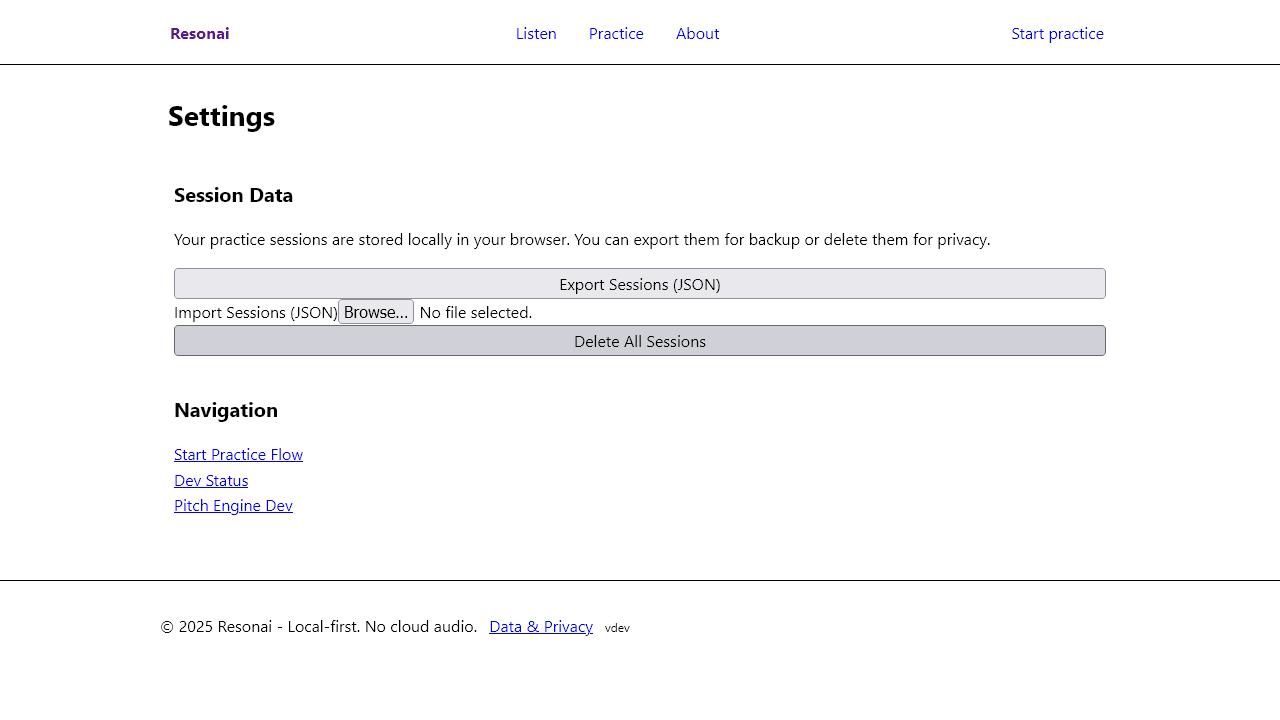 Resonai Listen Practice About Start practice
Settings
Session Data
Your practice sessions are stored locally in your browser. You can export them for backup or delete them for privacy.
Export Sessions (JSON)
Import Sessions (JSON) Browse... No file selected.
Delete All Sessions
Navigation
Start Practice Flow
Dev Status
Pitch Engine Dev
© 2025 Resonai - Local-first. No cloud audio. Data & Privacy vdev